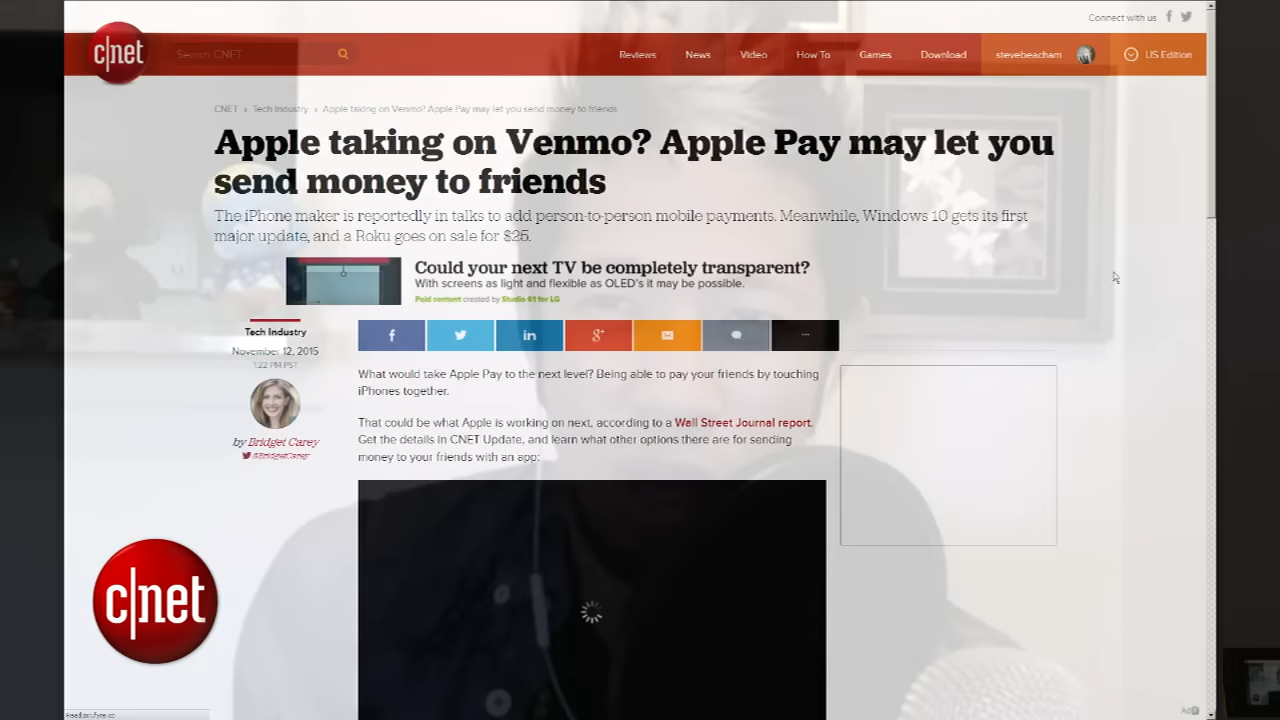 Connect with us
c|net
Search CNET
Reviews News Video How To Games Download stevebeacham US Edition
CNET › Tech Industry › Apple taking on Venmo? Apple Pay may let you send money to friends
Apple taking on Venmo? Apple Pay may let you
send money to friends
The iPhone maker is reportedly in talks to add person-to-person mobile payments. Meanwhile, Windows 10 gets its first
major update, and a Roku goes on sale for $25.
Could your next TV be completely transparent?
With screens as light and flexible as OLED's it may be possible.
Paid content created by Studio 61 for LG
Tech Industry
November 12, 2015
1:22 PM PST
by Bridget Carey
@BridgetCarey
What would take Apple Pay to the next level? Being able to pay your friends by touching
iPhones together.
That could be what Apple is working on next, according to a Wall Street Journal report.
Get the details in CNET Update, and learn what other options there are for sending
money to your friends with an app:
c|net